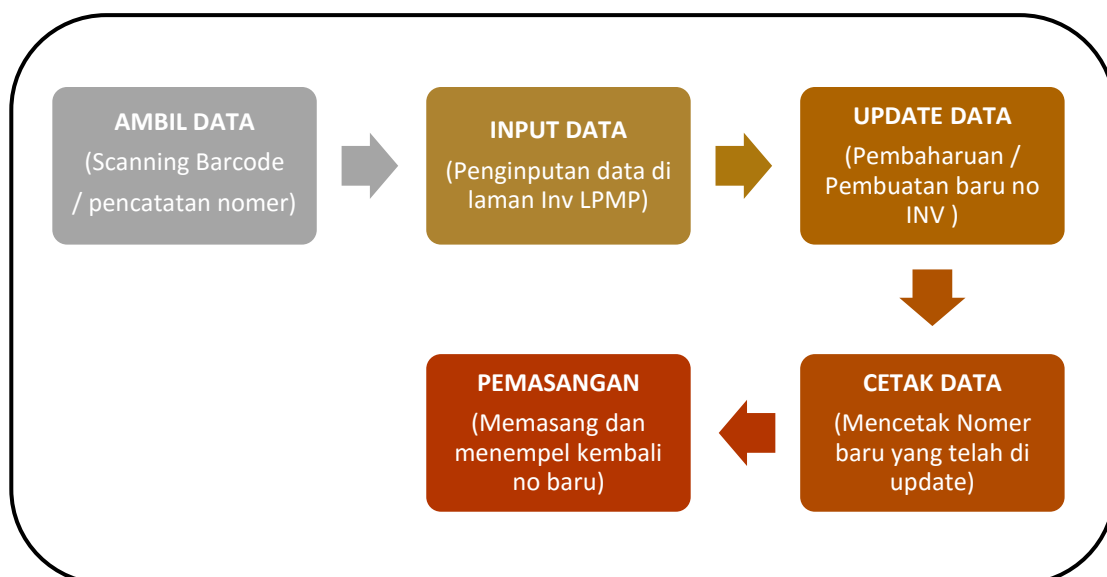 AMBIL DATA
(Scanning Barcode
/ pencatatan nomer)
INPUT DATA
(Penginputan data di
laman Inv LPMP)
UPDATE DATA
(Pembaharuan /
Pembuatan baru no
INV )
CETAK DATA
(Mencetak Nomer
baru yang telah di
update)
PEMASANGAN
(Memasang dan
menempel kembali
no baru)